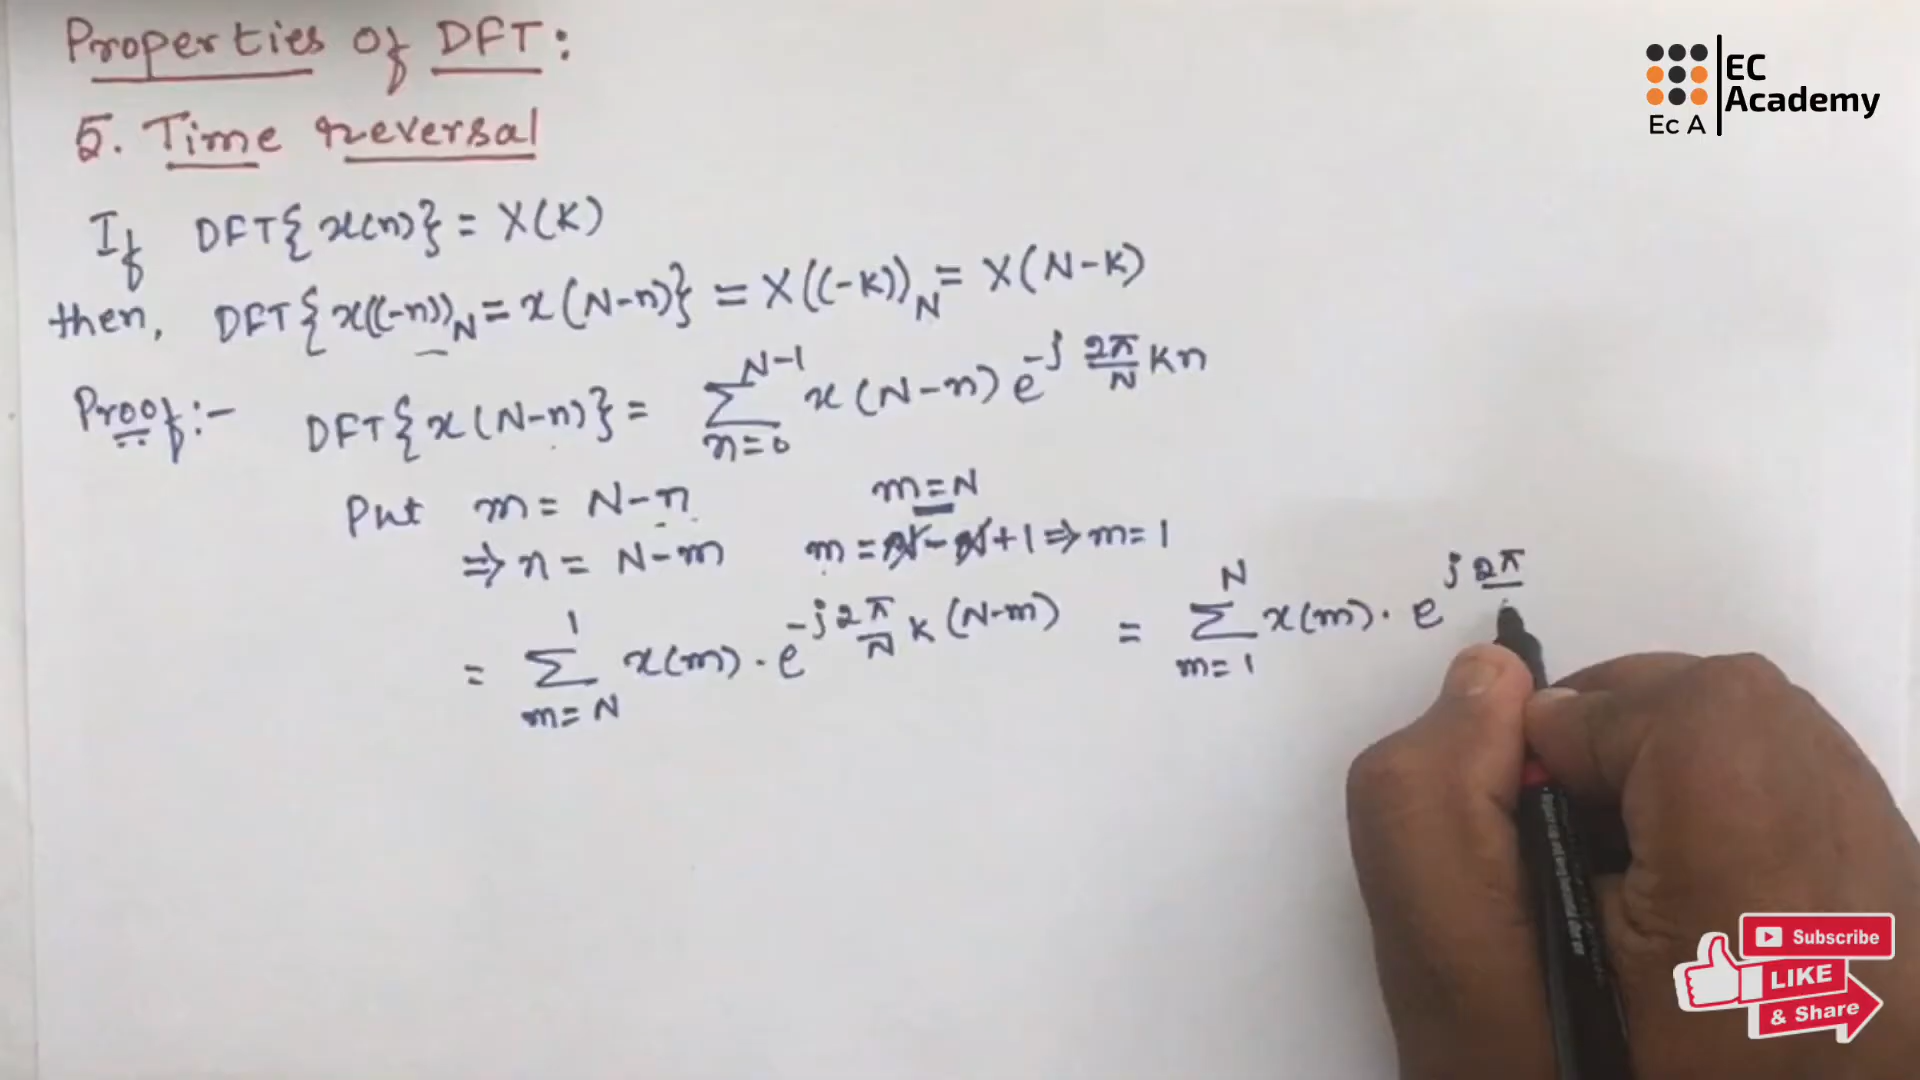 Properties of DFT:
5. Time reversal
If DFT{x(n)} = X(K)
then, DFT{x((-n))N = x(N-n)} = X((-K))N = X(N-K)
Proof:- DFT{x(N-n)} = Σ n=0 N-1 x(N-n) e^-j 2π/N Kn
Put m = N-n m=N
⇒ n = N-m m = N-N+1 ⇒ m=1
= Σ m=N 1 x(m) · e^-j 2π/N K (N-m) = Σ m=1 N x(m) · e^j 2π
EC
Academy
Ec A
Subscribe
LIKE
& Share